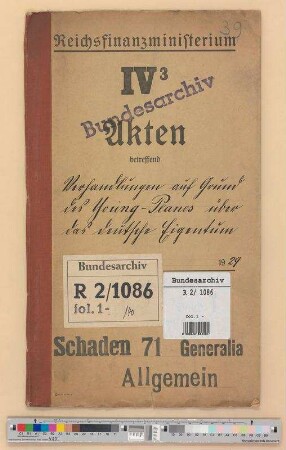 39
Reichsfinanzministerium
IV³
Bundesarchiv
Akten
betreffend
Verhandlungen auf Grund
des Young-Planes über
das deutsche Eigentum
1929
Bundesarchiv
R 2/1086
fol. 1-
Bundesarchiv
R 2/ 1086
fol. 1 -
Schaden 71 Generalia
Allgemein